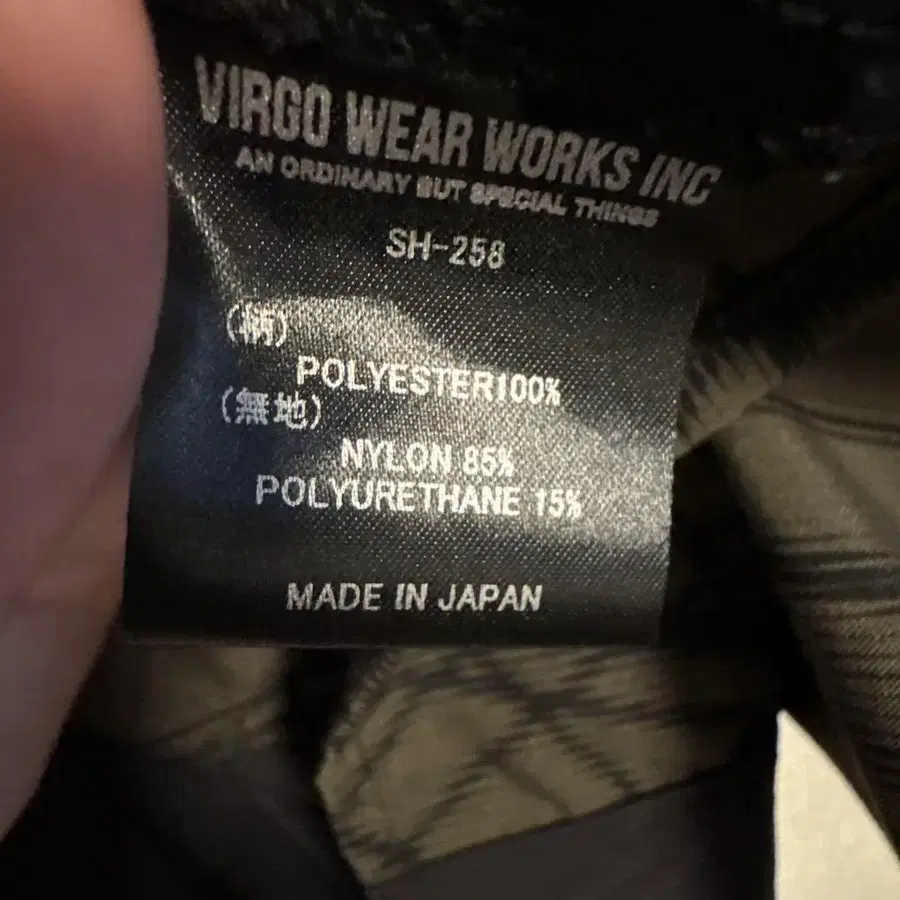 VIRGO WEAR WORKS INC
AN ORDINARY BUT SPECIAL THINGS
SH-258
(柄)
POLYESTER100%
(無地)
NYLON 85%
POLYURETHANE 15%
MADE IN JAPAN